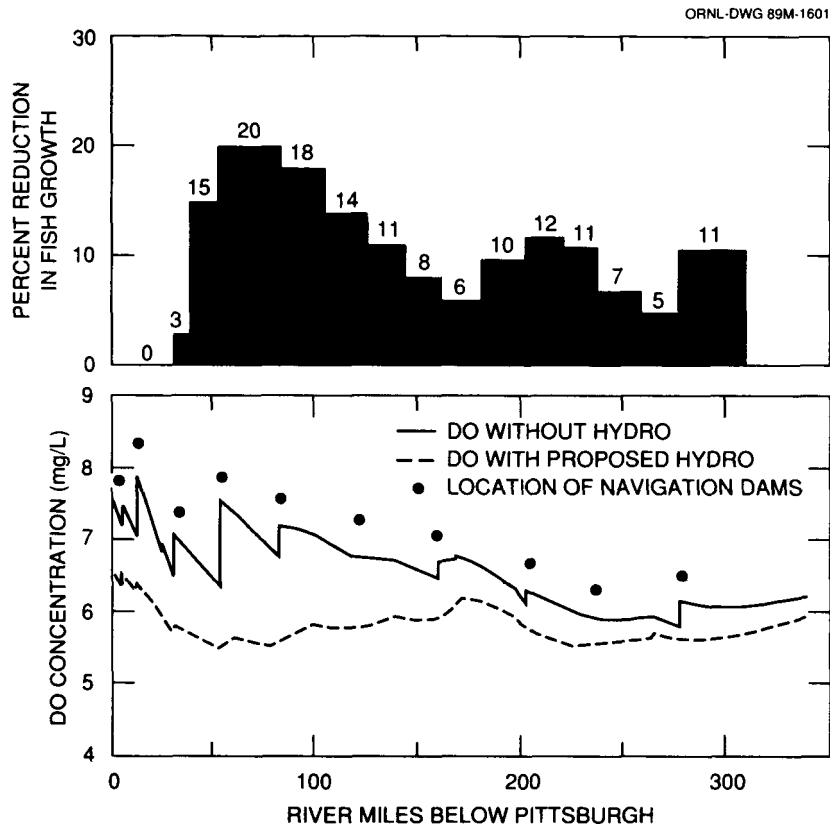 ORNL-DWG 89M-1601
PERCENT REDUCTION
IN FISH GROWTH
30
20
10
0
0
3
15
20
18
14
11
8
6
10
12
11
7
5
11
DO CONCENTRATION (mg/L)
9
8
7
6
5
4
DO WITHOUT HYDRO
DO WITH PROPOSED HYDRO
LOCATION OF NAVIGATION DAMS
0 100 200 300
RIVER MILES BELOW PITTSBURGH